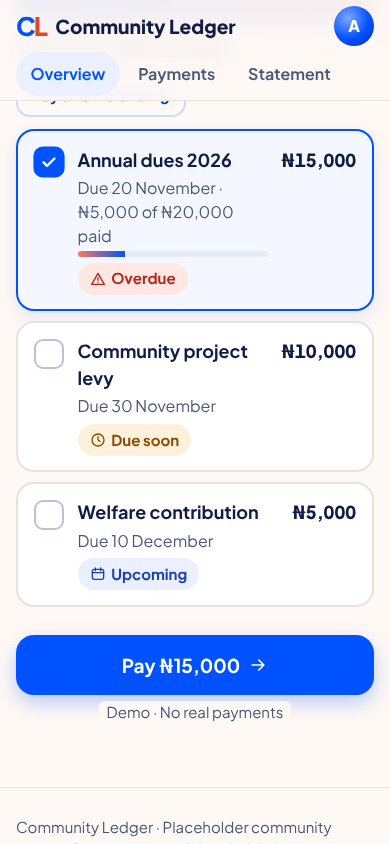 CL Community Ledger
A
Overview Payments Statement
Annual dues 2026 ₦15,000
Due 20 November ·
₦5,000 of ₦20,000
paid
Overdue
Community project ₦10,000
levy
Due 30 November
Due soon
Welfare contribution ₦5,000
Due 10 December
Upcoming
Pay ₦15,000 →
Demo · No real payments
Community Ledger · Placeholder community